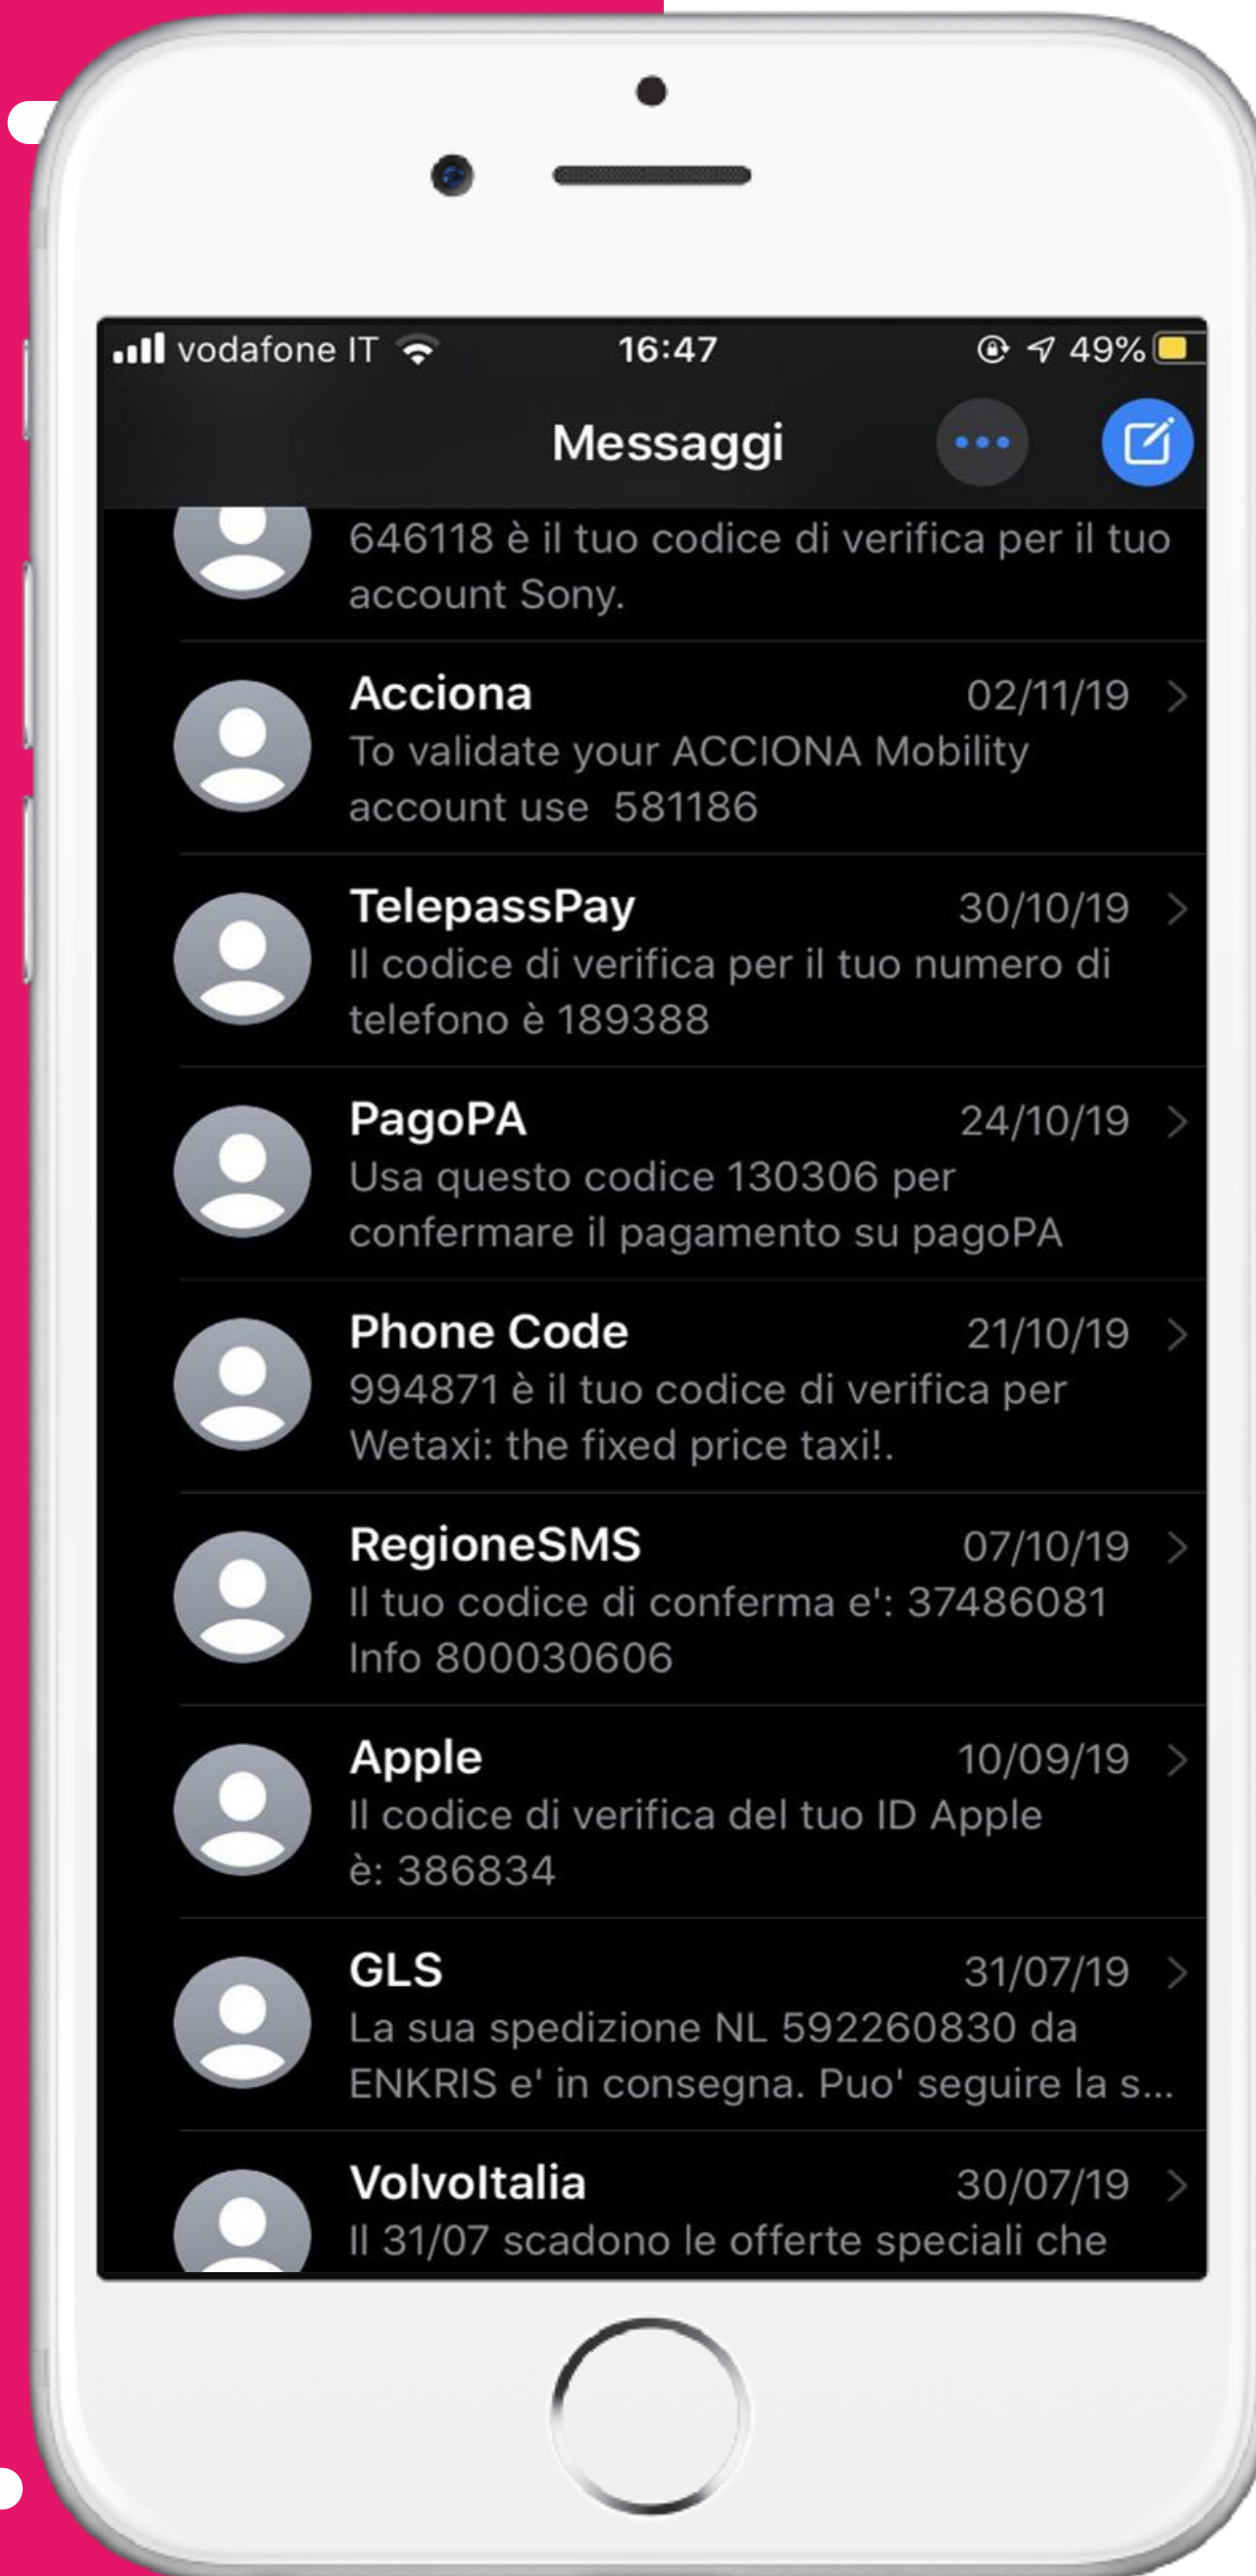 vodafone IT 16:47 49%
Messaggi
646118 è il tuo codice di verifica per il tuo
account Sony.
Acciona 02/11/19
To validate your ACCIONA Mobility
account use 581186
TelepassPay 30/10/19
Il codice di verifica per il tuo numero di
telefono è 189388
PagoPA 24/10/19
Usa questo codice 130306 per
confermare il pagamento su pagoPA
Phone Code 21/10/19
994871 è il tuo codice di verifica per
Wetaxi: the fixed price taxi!.
RegioneSMS 07/10/19
Il tuo codice di conferma e': 37486081
Info 800030606
Apple 10/09/19
Il codice di verifica del tuo ID Apple
è: 386834
GLS 31/07/19
La sua spedizione NL 592260830 da
ENKRIS e' in consegna. Puo' seguire la s...
VolvoItalia 30/07/19
Il 31/07 scadono le offerte speciali che